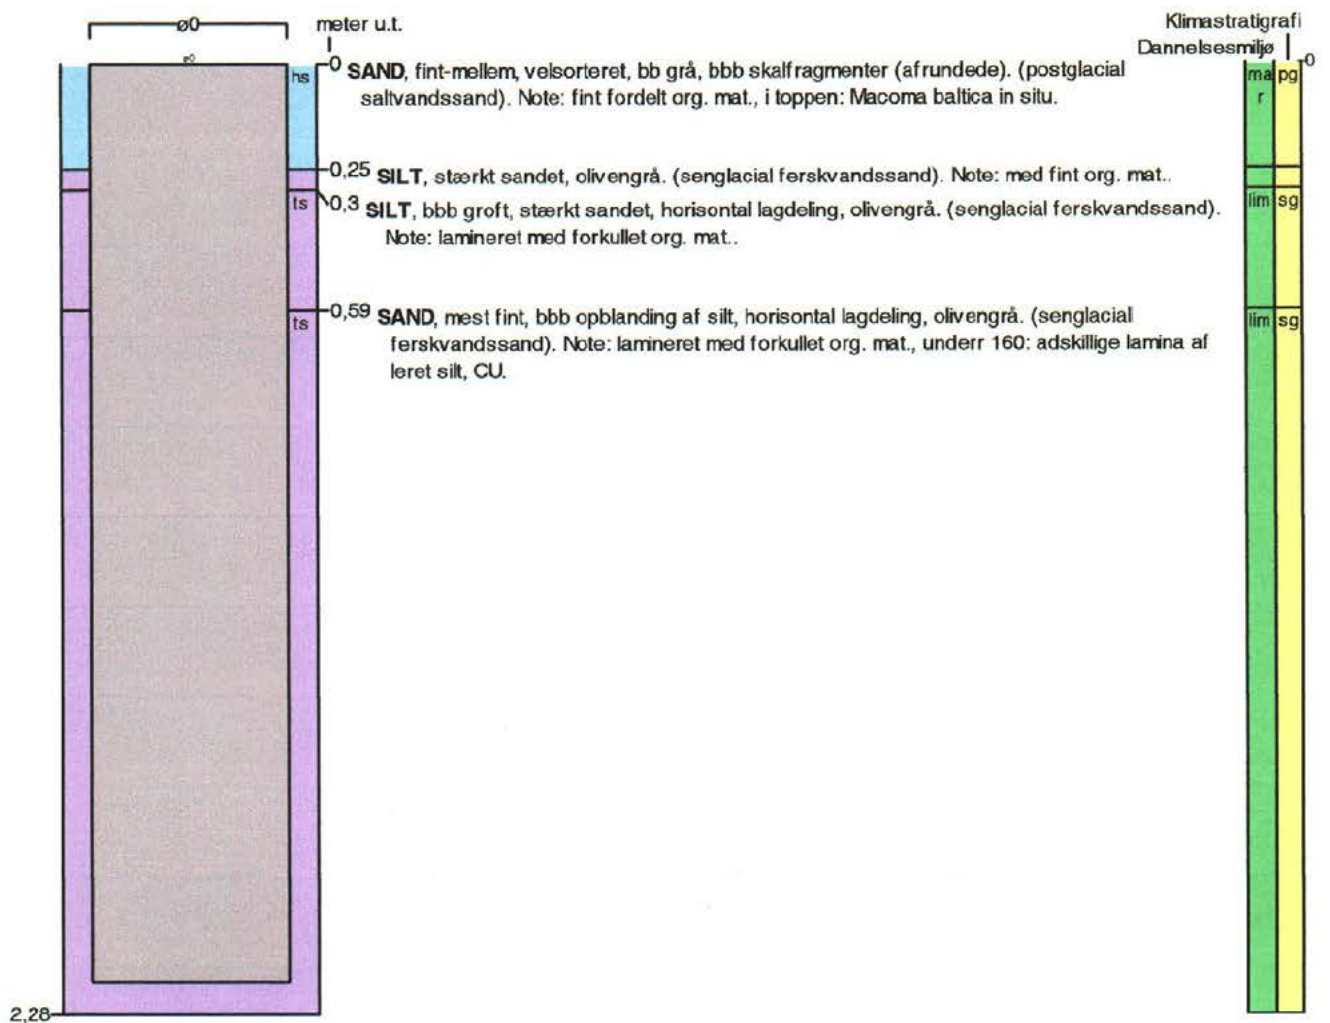 ø0
meter u.t.
Klimastratigrafi
Dannelsesmiljø
ø0
hs
0 SAND, fint-mellem, velsorteret, bb grå, bbb skalfragmenter (afrundede). (postglacial
saltvandssand). Note: fint fordelt org. mat., i toppen: Macoma baltica in situ.
mar pg
0
0,25 SILT, stærkt sandet, olivengrå. (senglacial ferskvandssand). Note: med fint org. mat..
ts
0,3 SILT, bbb groft, stærkt sandet, horisontal lagdeling, olivengrå. (senglacial ferskvandssand).
Note: lamineret med forkullet org. mat..
lim sg
0,59 SAND, mest fint, bbb opblanding af silt, horisontal lagdeling, olivengrå. (senglacial
ts
ferskvandssand). Note: lamineret med forkullet org. mat., underr 160: adskillige lamina af
leret silt, CU.
lim sg
2,28